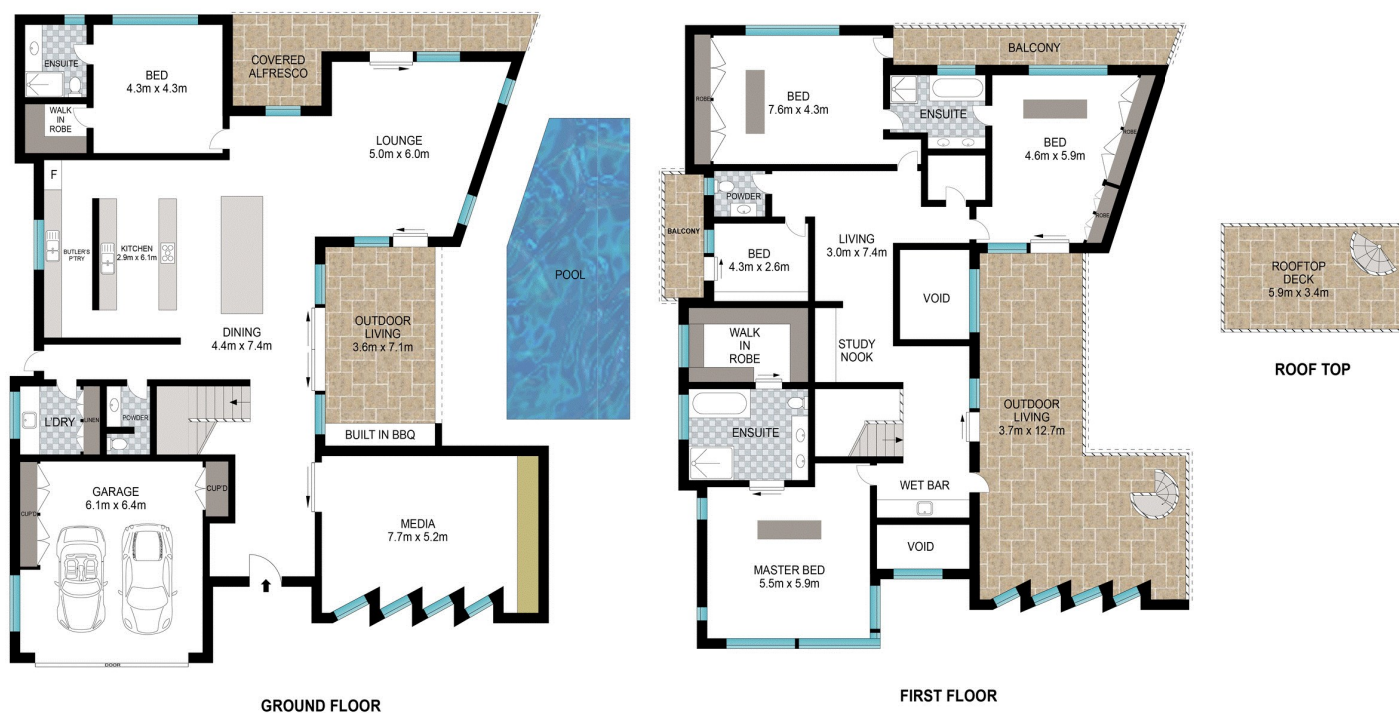 ENSUITE
BED
4.3m x 4.3m
COVERED
ALFRESCO
WALK
IN
ROBE
LOUNGE
5.0m x 6.0m
F
BUTLER'S
P'TRY
KITCHEN
2.9m x 6.1m
POOL
DINING
4.4m x 7.4m
OUTDOOR
LIVING
3.6m x 7.1m
L'DRY
LINEN
POWDER
BUILT IN BBQ
GARAGE
6.1m x 6.4m
CUP'D
CUP'D
MEDIA
7.7m x 5.2m
DOOR
GROUND FLOOR
BALCONY
ROBE
BED
7.6m x 4.3m
ENSUITE
BED
4.6m x 5.9m
ROBE
ROBE
POWDER
BALCONY
BED
4.3m x 2.6m
LIVING
3.0m x 7.4m
VOID
WALK
IN
ROBE
STUDY
NOOK
ENSUITE
OUTDOOR
LIVING
3.7m x 12.7m
WET BAR
VOID
MASTER BED
5.5m x 5.9m
FIRST FLOOR
ROOFTOP
DECK
5.9m x 3.4m
ROOF TOP